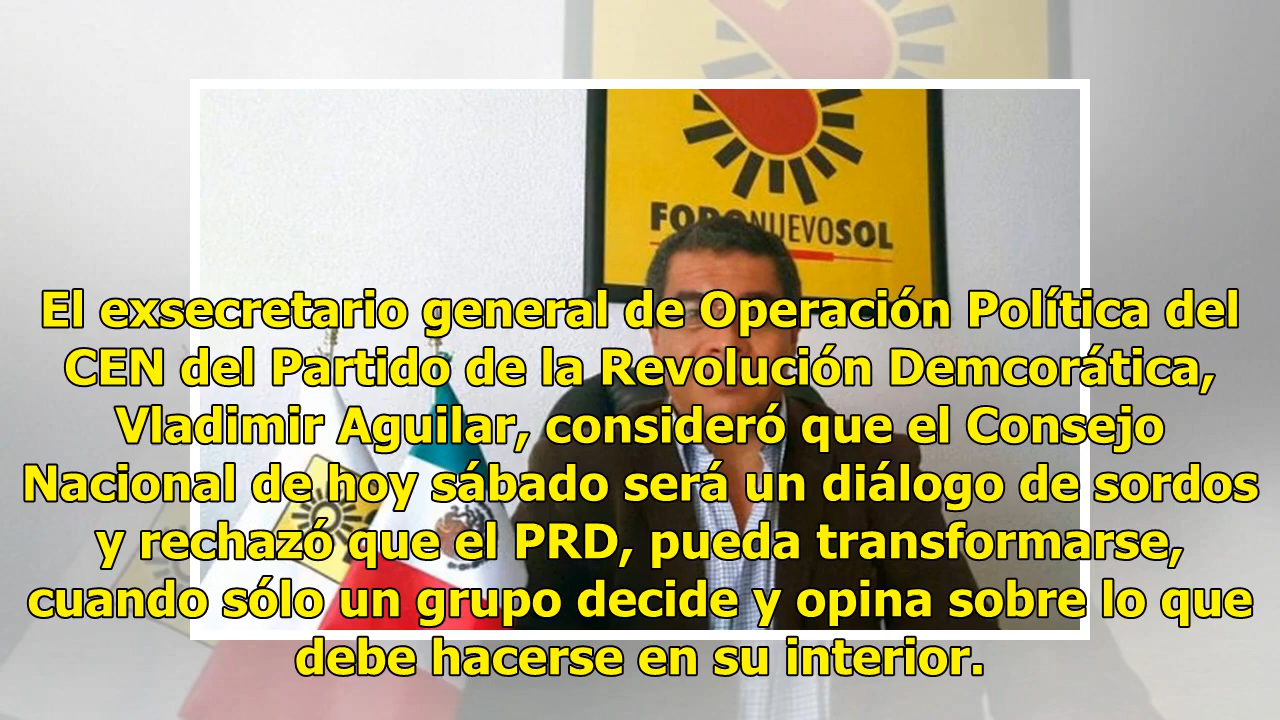 FORONUEVOSOL
El exsecretario general de Operación Política del
CEN del Partido de la Revolución Demcorática,
Vladimir Aguilar, consideró que el Consejo
Nacional de hoy sábado será un diálogo de sordos
y rechazó que el PRD, pueda transformarse,
cuando sólo un grupo decide y opina sobre lo que
debe hacerse en su interior.